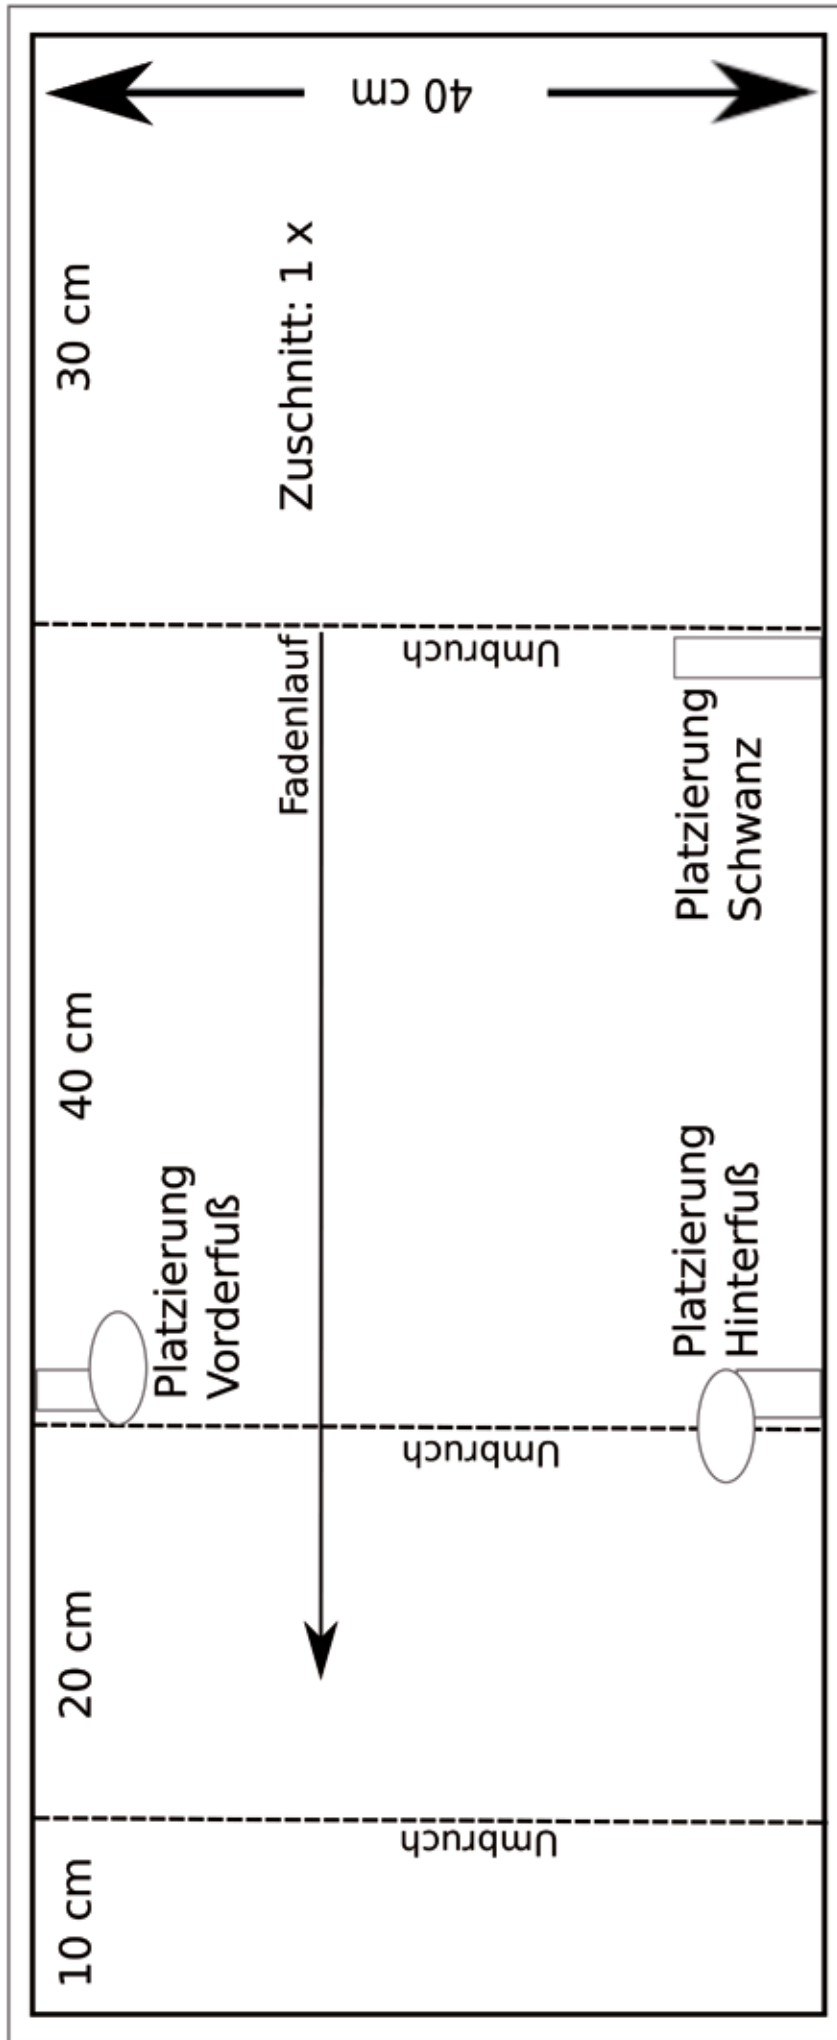 40 cm
30 cm
Zuschnitt: 1 x
Umbruch
Fadenlauf
Platzierung
Schwanz
40 cm
Platzierung
Vorderfuß
Platzierung
Hinterfuß
Umbruch
20 cm
Umbruch
10 cm